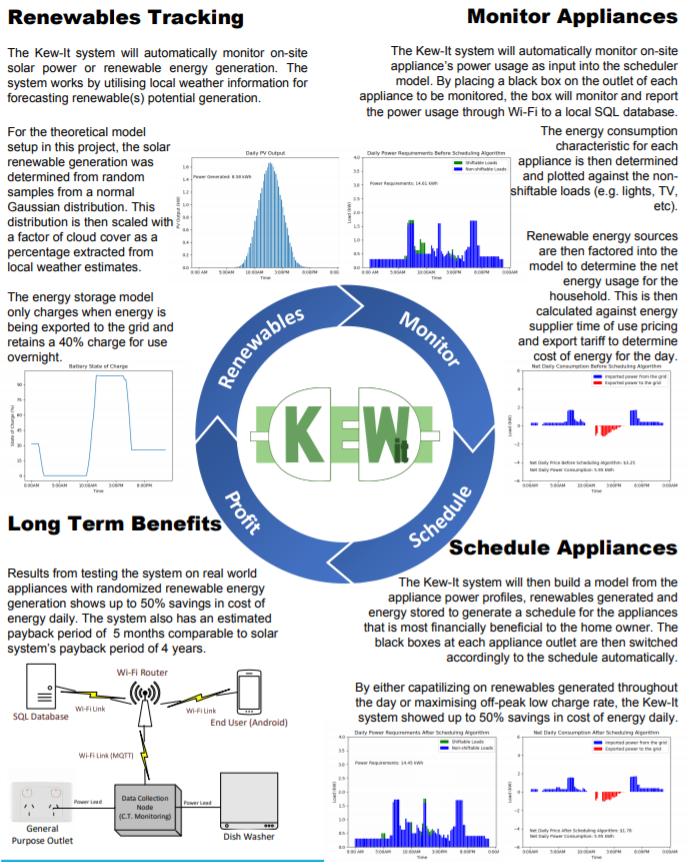 Renewables Tracking
The Kew-It system will automatically monitor on-site
solar power or renewable energy generation. The
system works by utilising local weather information for
forecasting renewable(s) potential generation.
For the theoretical model
setup in this project, the solar
renewable generation was
determined from random
samples from a normal
Gaussian distribution. This
distribution is then scaled with
a factor of cloud cover as a
percentage extracted from
local weather estimates.
The energy storage model
only charges when energy is
being exported to the grid and
retains a 40% charge for use
overnight.
Daily PV Output
Power Generated: 8.59 kWh
PV Output (kW)
Time
Battery State of Charge
State of Charge (%)
Time
Monitor Appliances
The Kew-It system will automatically monitor on-site
appliance's power usage as input into the scheduler
model. By placing a black box on the outlet of each
appliance to be monitored, the box will monitor and report
the power usage through Wi-Fi to a local SQL database.
The energy consumption
characteristic for each
appliance is then determined
and plotted against the non-
shiftable loads (e.g. lights, TV,
etc).
Renewable energy sources
are then factored into the
model to determine the net
energy usage for the
household. This is then
calculated against energy
supplier time of use pricing
and export tariff to determine
cost of energy for the day.
Daily Power Requirements Before Scheduling Algorithm
Shiftable Loads
Non-shiftable Loads
Power Requirements: 14.61 kWh
Load (kW)
Time
Net Daily Consumption Before Scheduling Algorithm
Imported power from the grid
Exported power to the grid
Load (kW)
Net Daily Price Before Scheduling Algorithm: $3.25
Net Daily Power Consumption: 5.95 kWh
Time
Renewables
Monitor
Schedule
Profit
KEW
it
Long Term Benefits
Results from testing the system on real world
appliances with randomized renewable energy
generation shows up to 50% savings in cost of
energy daily. The system also has an estimated
payback period of 5 months comparable to solar
system's payback period of 4 years.
Wi-Fi Router
Wi-Fi Link
Wi-Fi Link
SQL Database
End User (Android)
Wi-Fi Link (MQTT)
Power Lead
Data Collection
Node
(C.T. Monitoring)
Power Lead
General
Purpose Outlet
Dish Washer
Schedule Appliances
The Kew-It system will then build a model from the
appliance power profiles, renewables generated and
energy stored to generate a schedule for the appliances
that is most financially beneficial to the home owner. The
black boxes at each appliance outlet are then switched
accordingly to the schedule automatically.
By either capatilizing on renewables generated throughout
the day or maximising off-peak low charge rate, the Kew-It
system showed up to 50% savings in cost of energy daily.
Daily Power Requirements After Scheduling Algorithm
Shiftable Loads
Non-shiftable Loads
Power Requirements: 14.45 kWh
Load (kW)
Time
Net Daily Consumption After Scheduling Algorithm
Imported power from the grid
Exported power to the grid
Load (kW)
Net Daily Price After Scheduling Algorithm: $1.78
Net Daily Power Consumption: 5.95 kWh
Time